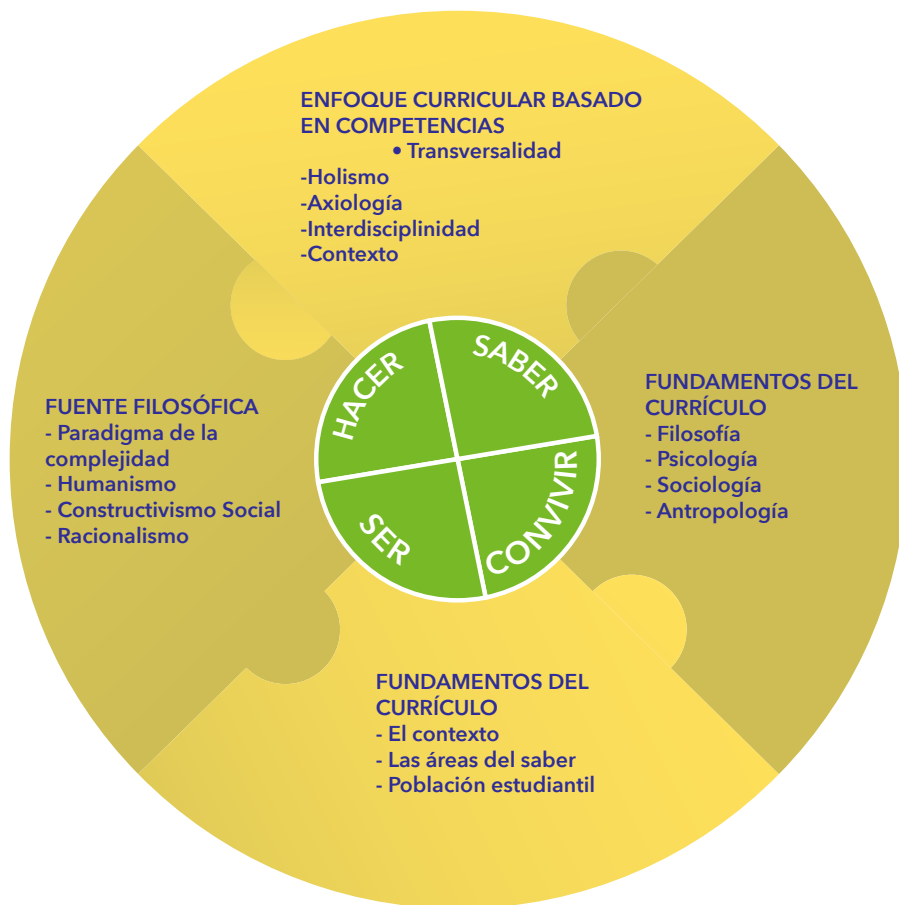 ENFOQUE CURRICULAR BASADO
EN COMPETENCIAS
• Transversalidad
-Holismo
-Axiología
-Interdisciplinidad
-Contexto
HACER
SABER
FUENTE FILOSÓFICA
- Paradigma de la
complejidad
- Humanismo
- Constructivismo Social
- Racionalismo
FUNDAMENTOS DEL
CURRÍCULO
- Filosofía
- Psicología
- Sociología
- Antropología
SER
CONVIVIR
FUNDAMENTOS DEL
CURRÍCULO
- El contexto
- Las áreas del saber
- Población estudiantil